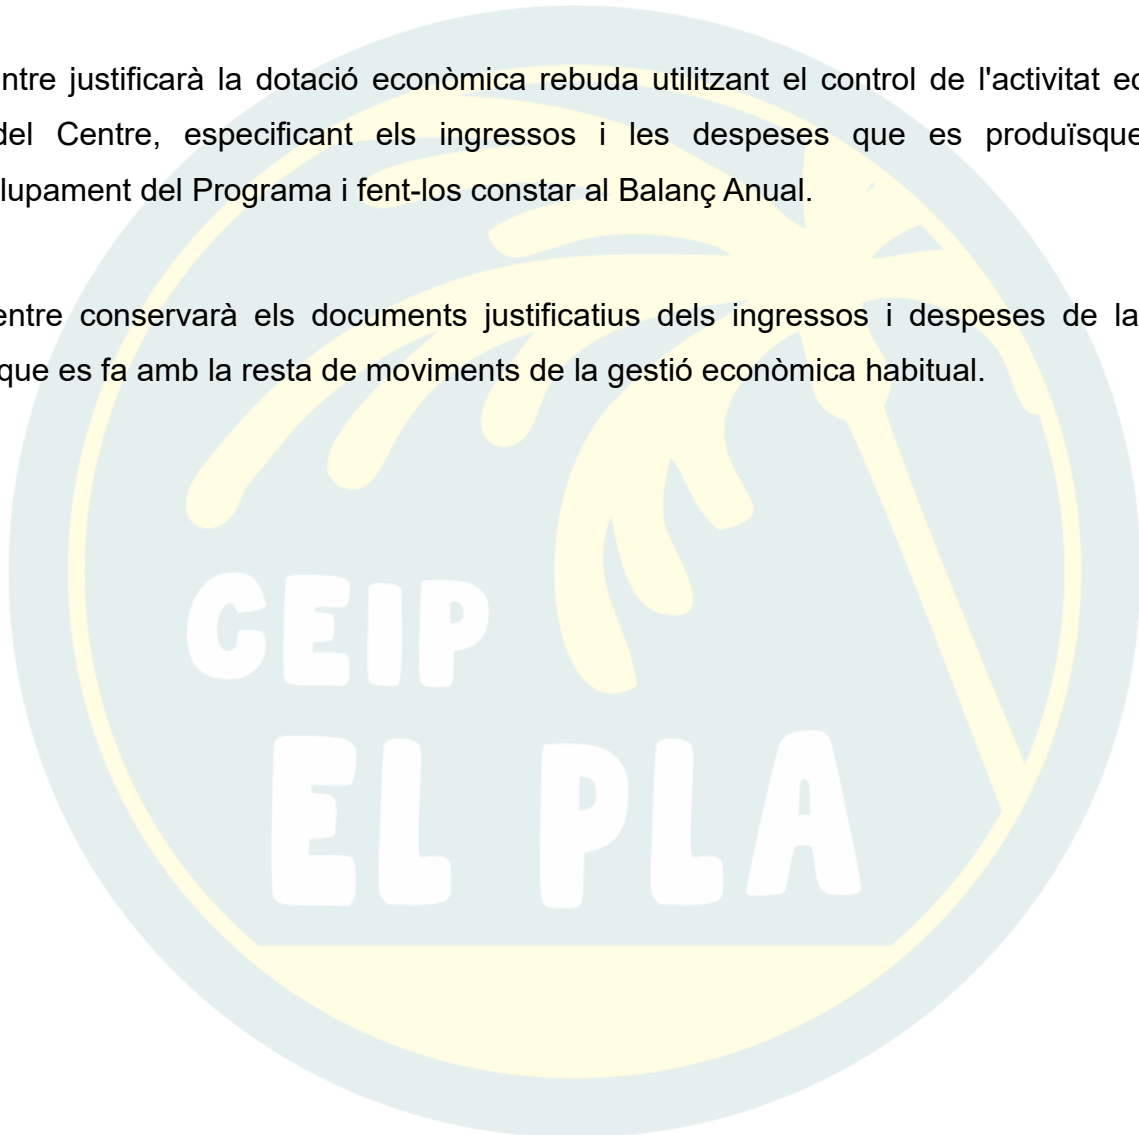 ntre justificarà la dotació econòmica rebuda utilitzant el control de l'activitat ec
del Centre, especificant els ingressos i les despeses que es produïsque
lupament del Programa i fent-los constar al Balanç Anual.
entre conservarà els documents justificatius dels ingressos i despeses de la
que es fa amb la resta de moviments de la gestió econòmica habitual.
CEIP
EL PLA